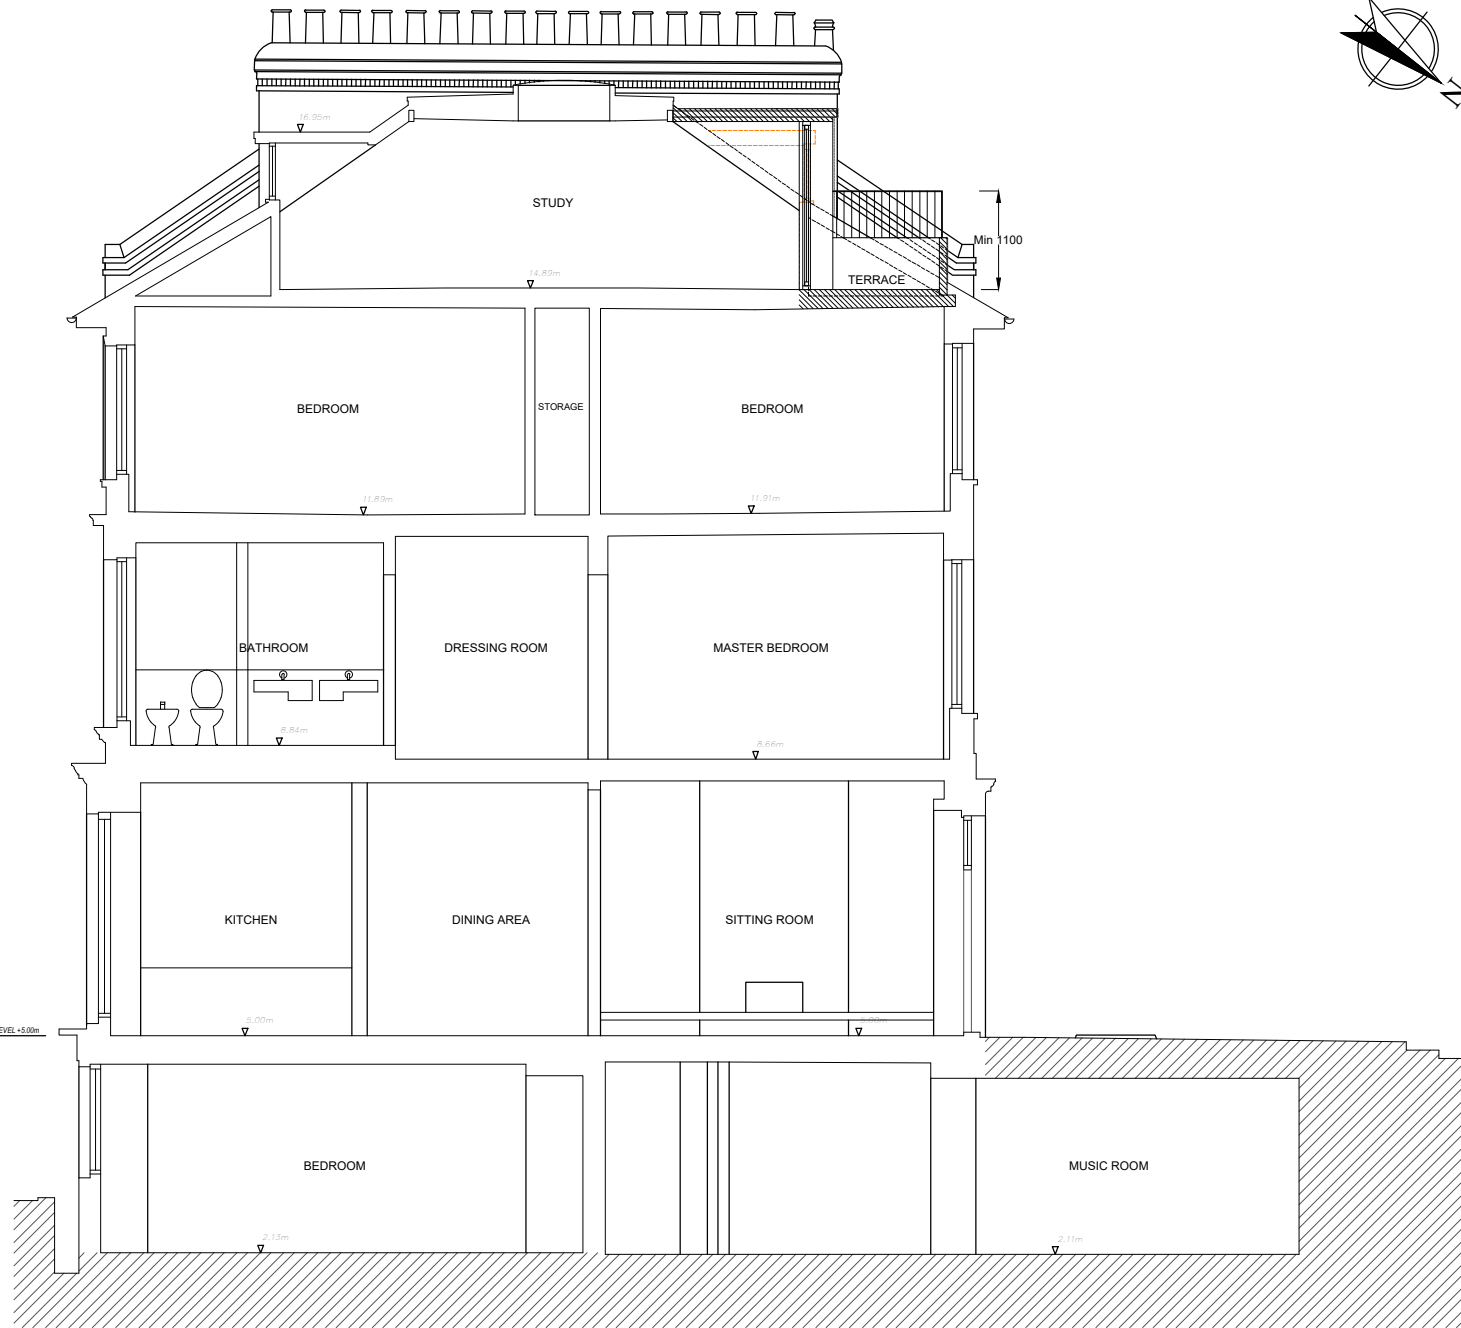 N
16.95m
STUDY
Min 1100
14.89m
TERRACE
BEDROOM
STORAGE
BEDROOM
11.89m
11.91m
BATHROOM
DRESSING ROOM
MASTER BEDROOM
8.84m
8.66m
KITCHEN
DINING AREA
SITTING ROOM
5.00m
5.00m
EVEL +5.00m
BEDROOM
MUSIC ROOM
2.13m
2.11m